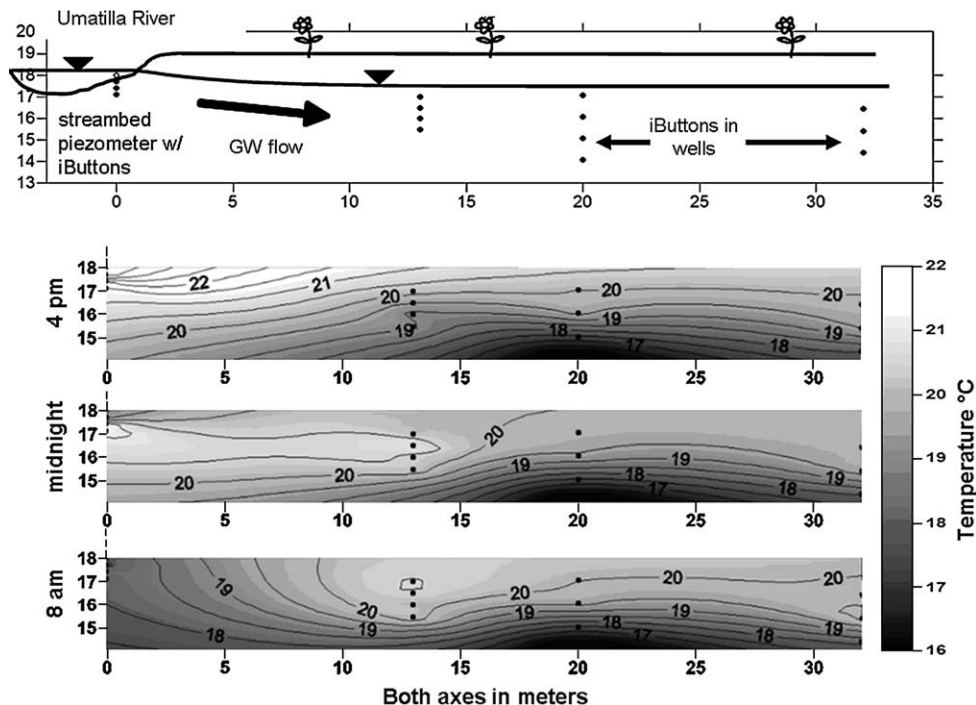 Umatilla River
20
19
18
17
16
15
14
13
streambed
piezometer w/
iButtons
GW flow
iButtons in
wells
0 5 10 15 20 25 30 35
4 pm
18
17
16
15
22 21 20 20 20 19 19 19 18 18 17
0 5 10 15 20 25 30
midnight
18
17
16
15
20 20 20 19 19 18 18 17
0 5 10 15 20 25 30
8 am
18
17
16
15
19 18 20 19 20 20 19 19 18 18 17
0 5 10 15 20 25 30
Both axes in meters
22
21
20
19
18
17
16
Temperature °C